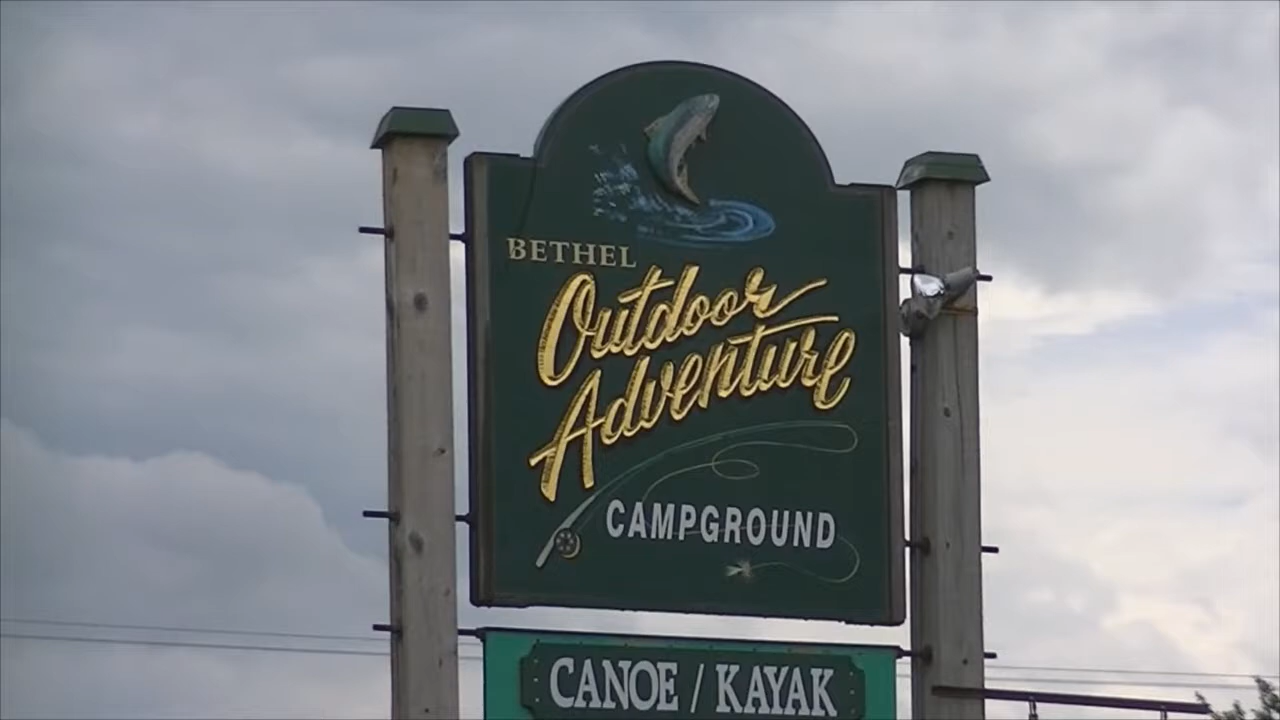 BETHEL
Outdoor
Adventure
CAMPGROUND
CANOE / KAYAK